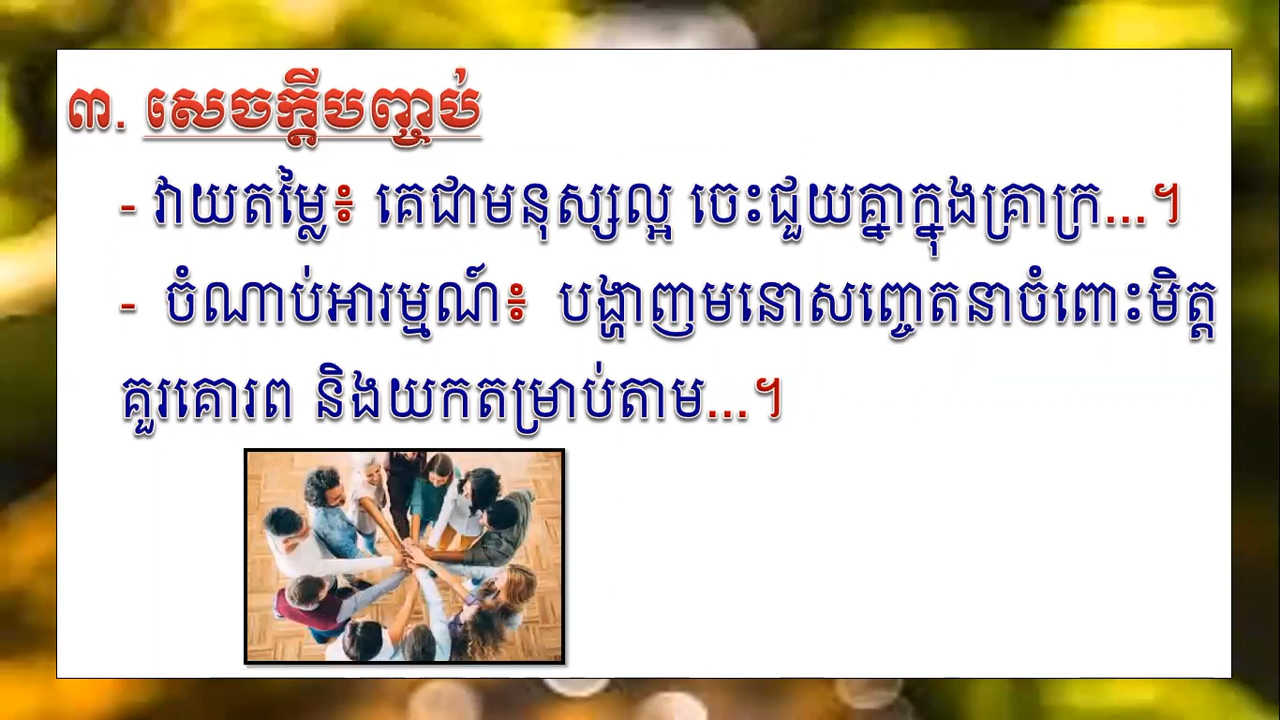 ៣. សេចក្តីបញ្ចប់
- វាយតម្លៃ៖ គេជាមនុស្សល្អ ចេះជួយគ្នាក្នុងគ្រាក្រ...។
- ចំណាប់អារម្មណ៍៖ បង្ហាញមនោសញ្ចេតនាចំពោះមិត្ត
គួរគោរព និងយកតម្រាប់តាម...។